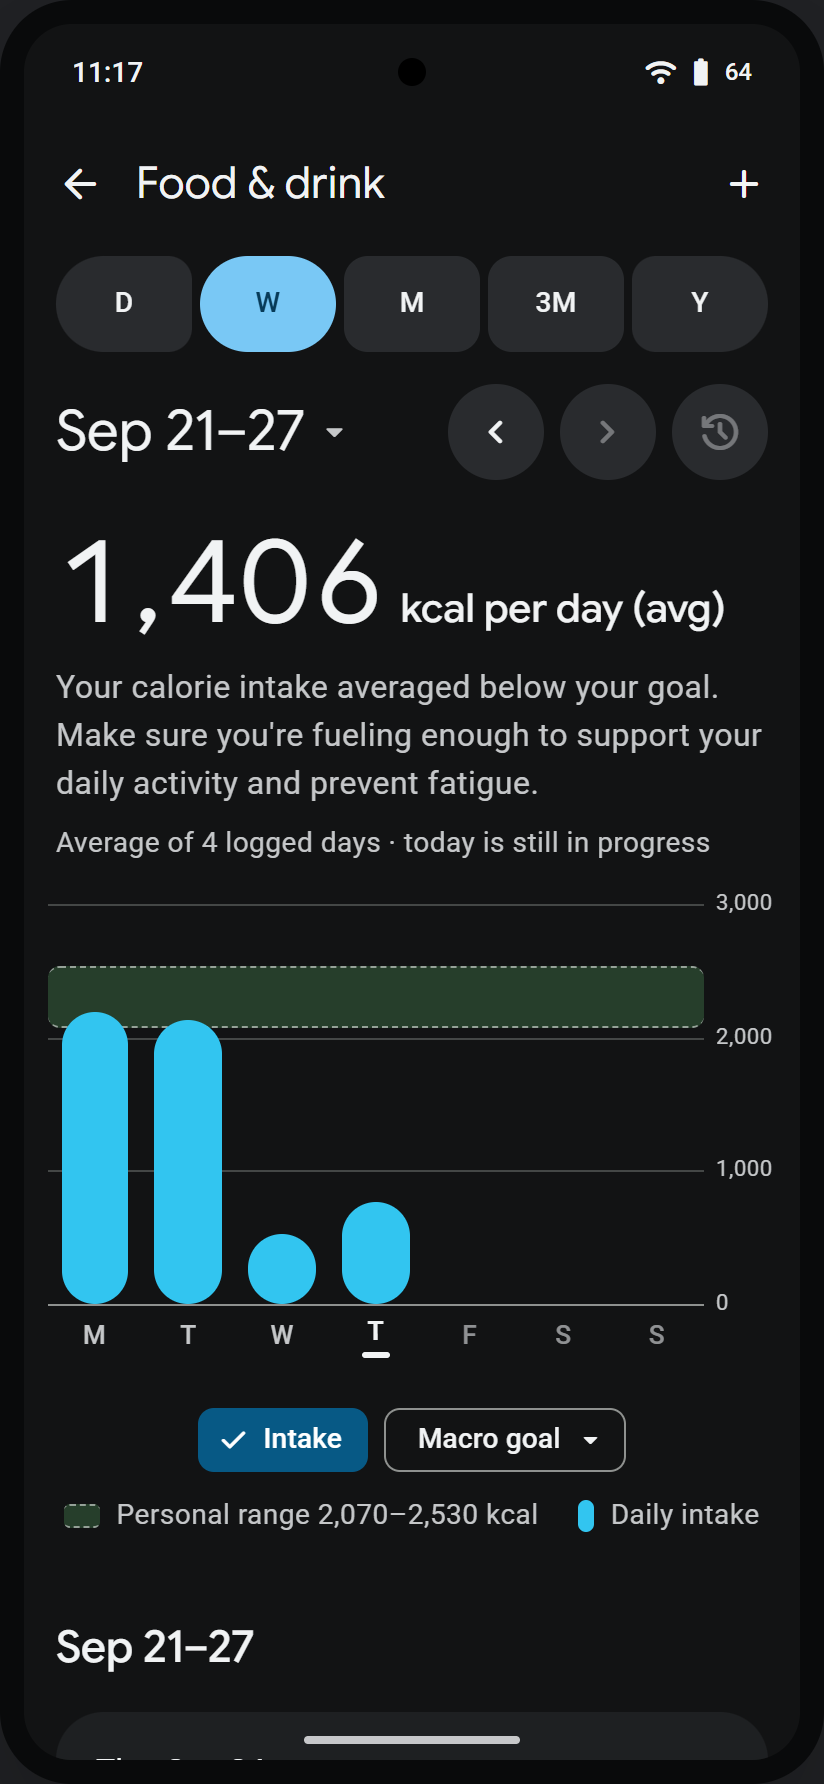 11:17
64
Food & drink
D W M 3M Y
Sep 21–27
1,406 kcal per day (avg)
Your calorie intake averaged below your goal.
Make sure you're fueling enough to support your
daily activity and prevent fatigue.
Average of 4 logged days · today is still in progress
3,000
2,000
1,000
0
M T W T F S S
Intake
Macro goal
Personal range 2,070–2,530 kcal
Daily intake
Sep 21–27